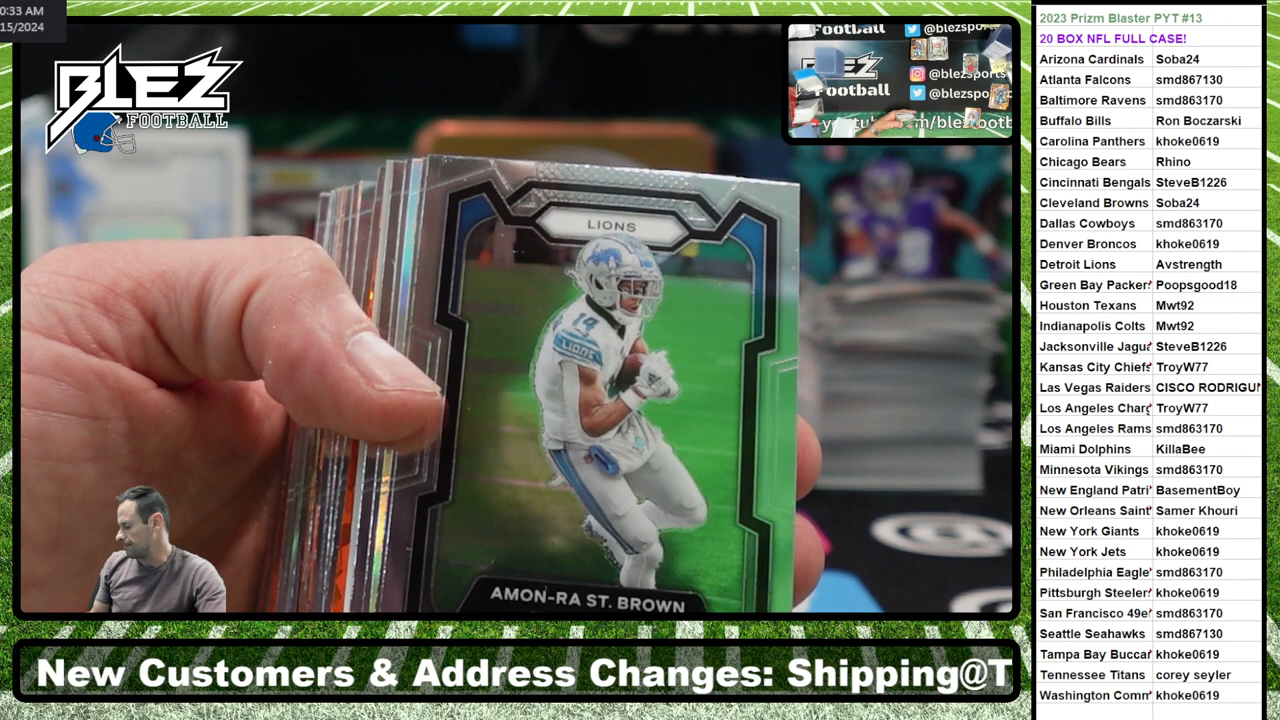 0:33 AM
15/2024
BLEZ
FOOTBALL
Football
@blezspor
@blezsports
Football
@blezspo
LIONS
14
LIONS
AMON-RA ST. BROWN
New Customers & Address Changes: Shipping@T
2023 Prizm Blaster PYT #13
20 BOX NFL FULL CASE!
Arizona Cardinals Soba24
Atlanta Falcons smd867130
Baltimore Ravens smd863170
Buffalo Bills Ron Boczarski
Carolina Panthers khoke0619
Chicago Bears Rhino
Cincinnati Bengals SteveB1226
Cleveland Browns Soba24
Dallas Cowboys smd863170
Denver Broncos khoke0619
Detroit Lions Avstrength
Green Bay Packer Poopsgood18
Houston Texans Mwt92
Indianapolis Colts Mwt92
Jacksonville Jagu SteveB1226
Kansas City Chiefs TroyW77
Las Vegas Raiders CISCO RODRIGU
Los Angeles Charg TroyW77
Los Angeles Rams smd863170
Miami Dolphins KillaBee
Minnesota Vikings smd863170
New England Patri BasementBoy
New Orleans Saint Samer Khouri
New York Giants khoke0619
New York Jets khoke0619
Philadelphia Eagle smd863170
Pittsburgh Steeler khoke0619
San Francisco 49e smd863170
Seattle Seahawks smd867130
Tampa Bay Buccar khoke0619
Tennessee Titans corey seyler
Washington Comm khoke0619